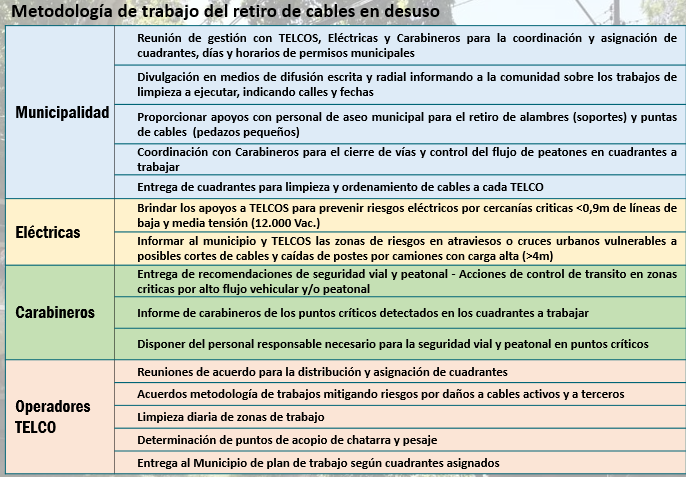 Metodología de trabajo del retiro de cables en desuso
Municipalidad
Reunión de gestión con TELCOS, Eléctricas y Carabineros para la coordinación y asignación de
cuadrantes, días y horarios de permisos municipales
Divulgación en medios de difusión escrita y radial informando a la comunidad sobre los trabajos de
limpieza a ejecutar, indicando calles y fechas
Proporcionar apoyos con personal de aseo municipal para el retiro de alambres (soportes) y puntas
de cables (pedazos pequeños)
Coordinación con Carabineros para el cierre de vías y control del flujo de peatones en cuadrantes a
trabajar
Entrega de cuadrantes para limpieza y ordenamiento de cables a cada TELCO
Eléctricas
Brindar los apoyos a TELCOS para prevenir riesgos eléctricos por cercanías criticas <0,9m de líneas de
baja y media tensión (12.000 Vac.)
Informar al municipio y TELCOS las zonas de riesgos en atraviesos o cruces urbanos vulnerables a
posibles cortes de cables y caídas de postes por camiones con carga alta (>4m)
Carabineros
Entrega de recomendaciones de seguridad vial y peatonal - Acciones de control de transito en zonas
criticas por alto flujo vehicular y/o peatonal
Informe de carabineros de los puntos críticos detectados en los cuadrantes a trabajar
Disponer del personal responsable necesario para la seguridad vial y peatonal en puntos críticos
Operadores
TELCO
Reuniones de acuerdo para la distribución y asignación de cuadrantes
Acuerdos metodología de trabajos mitigando riesgos por daños a cables activos y a terceros
Limpieza diaria de zonas de trabajo
Determinación de puntos de acopio de chatarra y pesaje
Entrega al Municipio de plan de trabajo según cuadrantes asignados